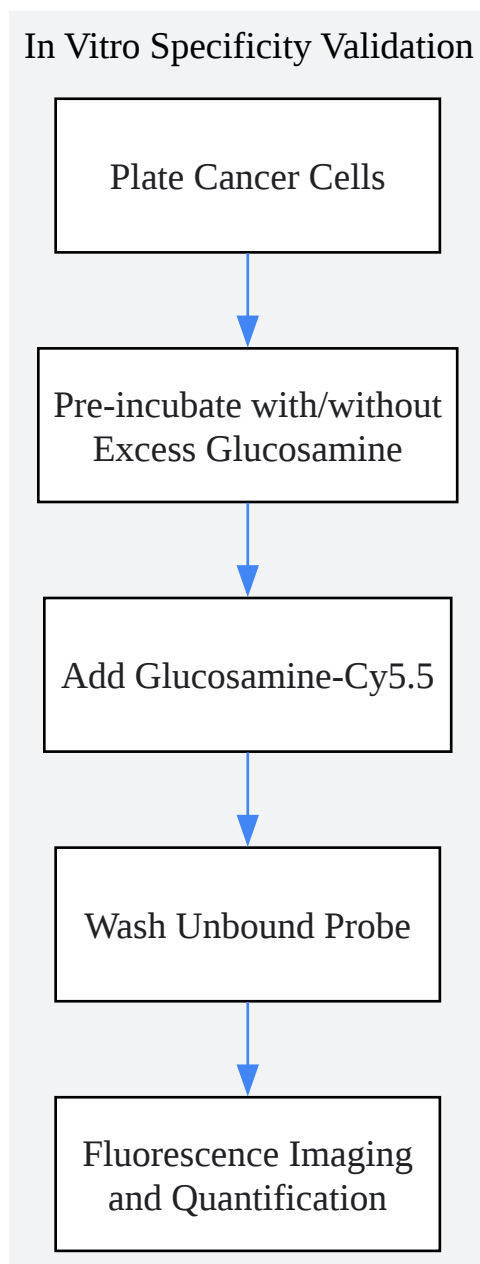 In Vitro Specificity Validation
Plate Cancer Cells
Pre-incubate with/without
Excess Glucosamine
Add Glucosamine-Cy5.5
Wash Unbound Probe
Fluorescence Imaging
and Quantification